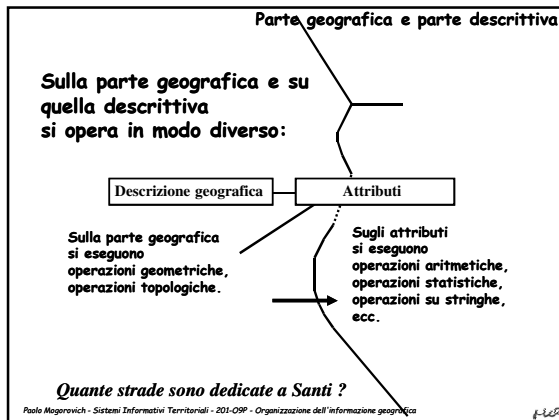 Parte geografica e parte descrittiva
Sulla parte geografica e su
quella descrittiva
si opera in modo diverso:
Descrizione geografica
Attributi
Sulla parte geografica
si eseguono
operazioni geometriche,
operazioni topologiche.
Sugli attributi
si eseguono
operazioni aritmetiche,
operazioni statistiche,
operazioni su stringhe,
ecc.
Quante strade sono dedicate a Santi ?
Paolo Mogorovich - Sistemi Informativi Territoriali - 201-09P - Organizzazione dell'informazione geografica